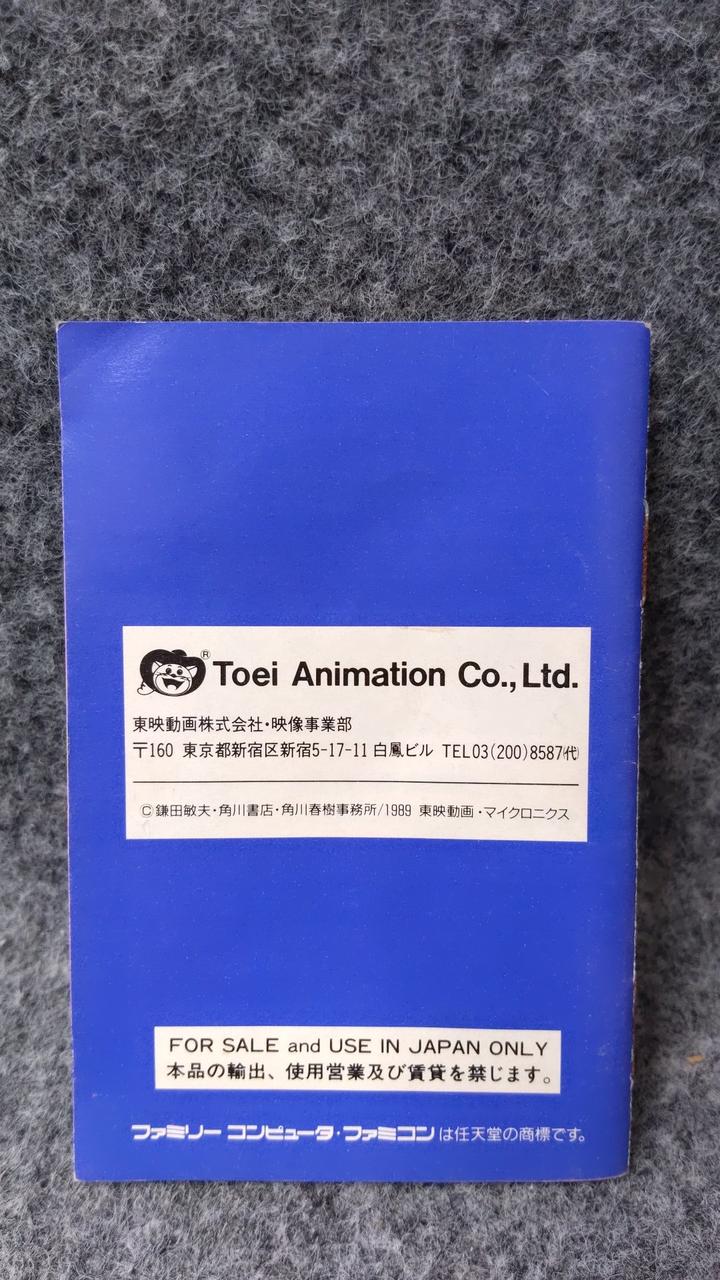 ® Toei Animation Co., Ltd.
東映動画株式会社・映像事業部
〒160 東京都新宿区新宿5-17-11 白鳳ビル TEL03(200)8587㈹
Ⓒ鎌田敏夫・角川書店・角川春樹事務所/1989 東映動画・マイクロニクス
FOR SALE and USE IN JAPAN ONLY
本品の輸出、使用営業及び賃貸を禁じます。
ファミリーコンピュータ・ファミコンは任天堂の商標です。